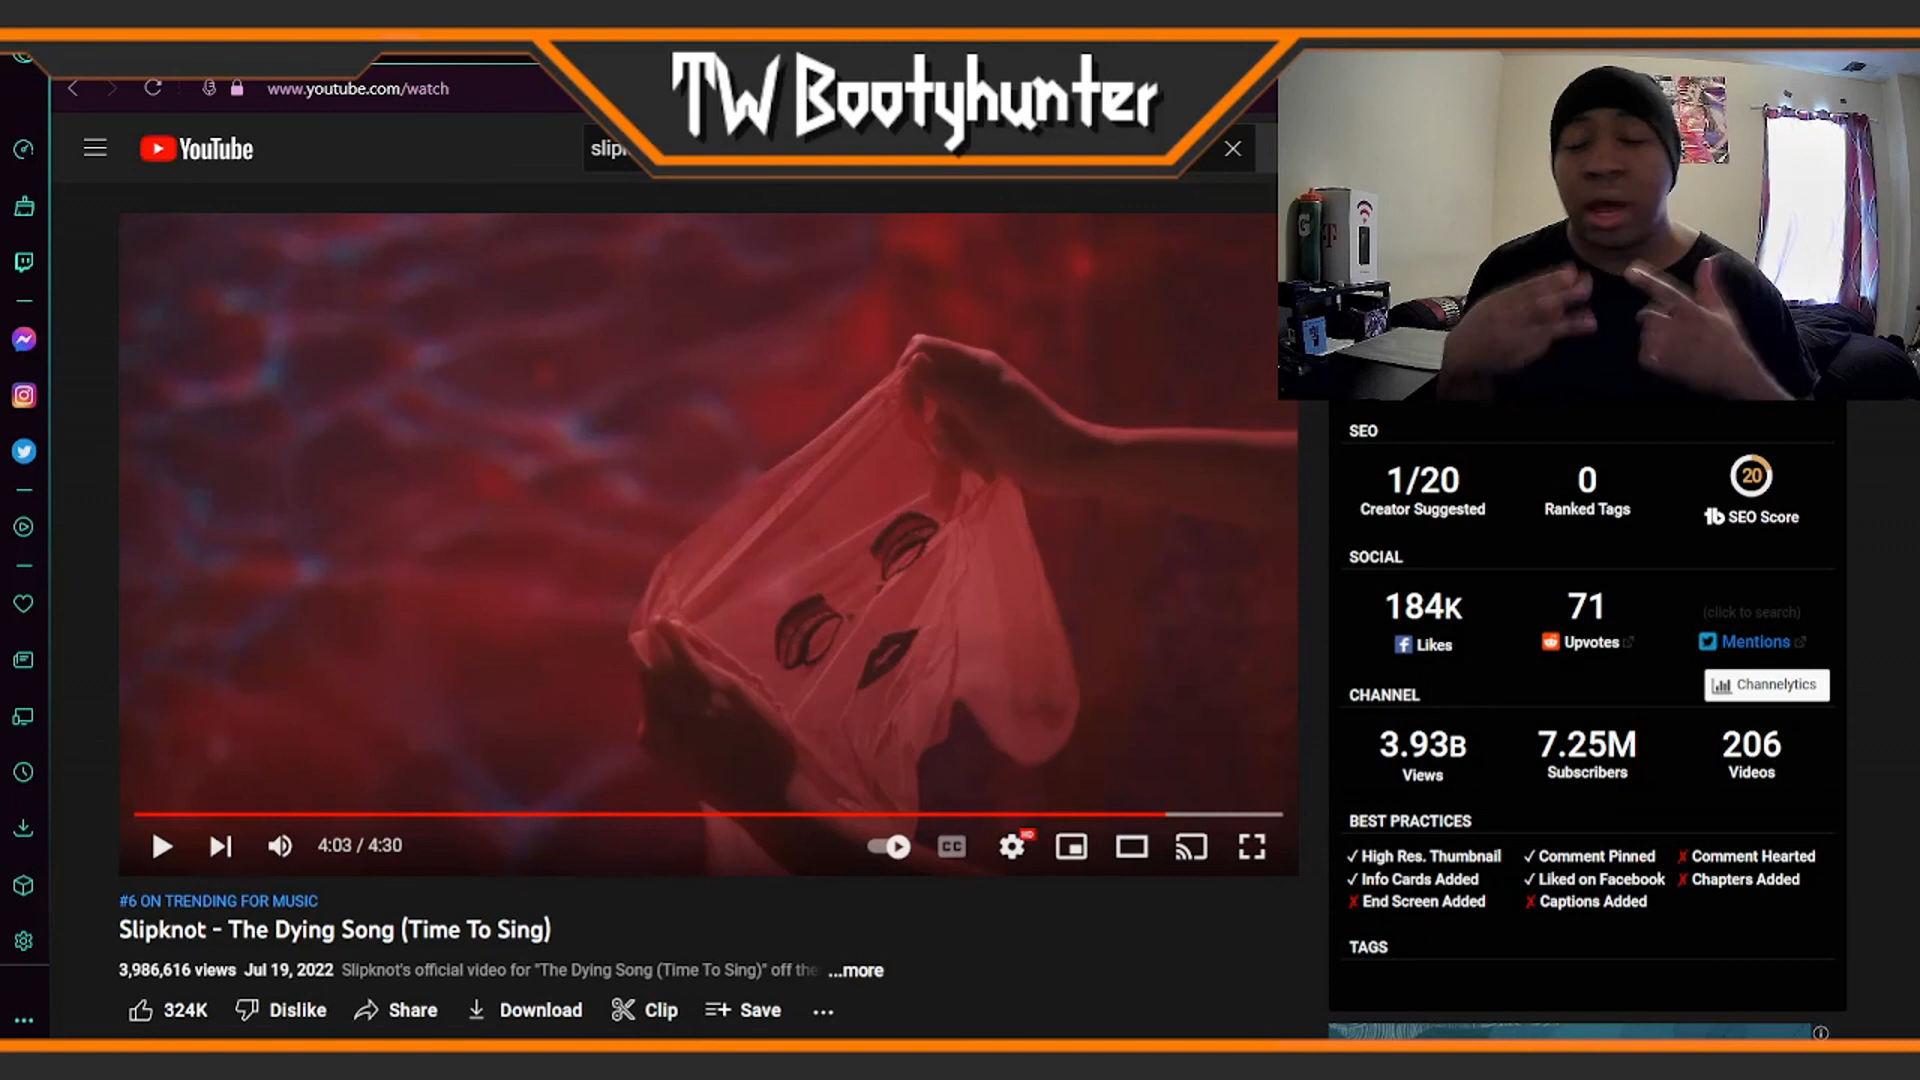 TW Bootyhunter
www.youtube.com/watch
YouTube
G
T
SEO
1/20
Creator Suggested
0
Ranked Tags
20
tb SEO Score
SOCIAL
184K
Likes
71
Upvotes
(click to search)
Mentions
Channelytics
CHANNEL
3.93B
Views
7.25M
Subscribers
206
Videos
BEST PRACTICES
✓ High Res. Thumbnail ✓ Comment Pinned ✗ Comment Hearted
✓ Info Cards Added ✓ Liked on Facebook ✗ Chapters Added
✗ End Screen Added ✗ Captions Added
TAGS
4:03 / 4:30
CC
HD
#6 ON TRENDING FOR MUSIC
Slipknot - The Dying Song (Time To Sing)
3,986,616 views Jul 19, 2022 Slipknot's official video for "The Dying Song (Time To Sing)" off the ...more
324K Dislike Share Download Clip Save